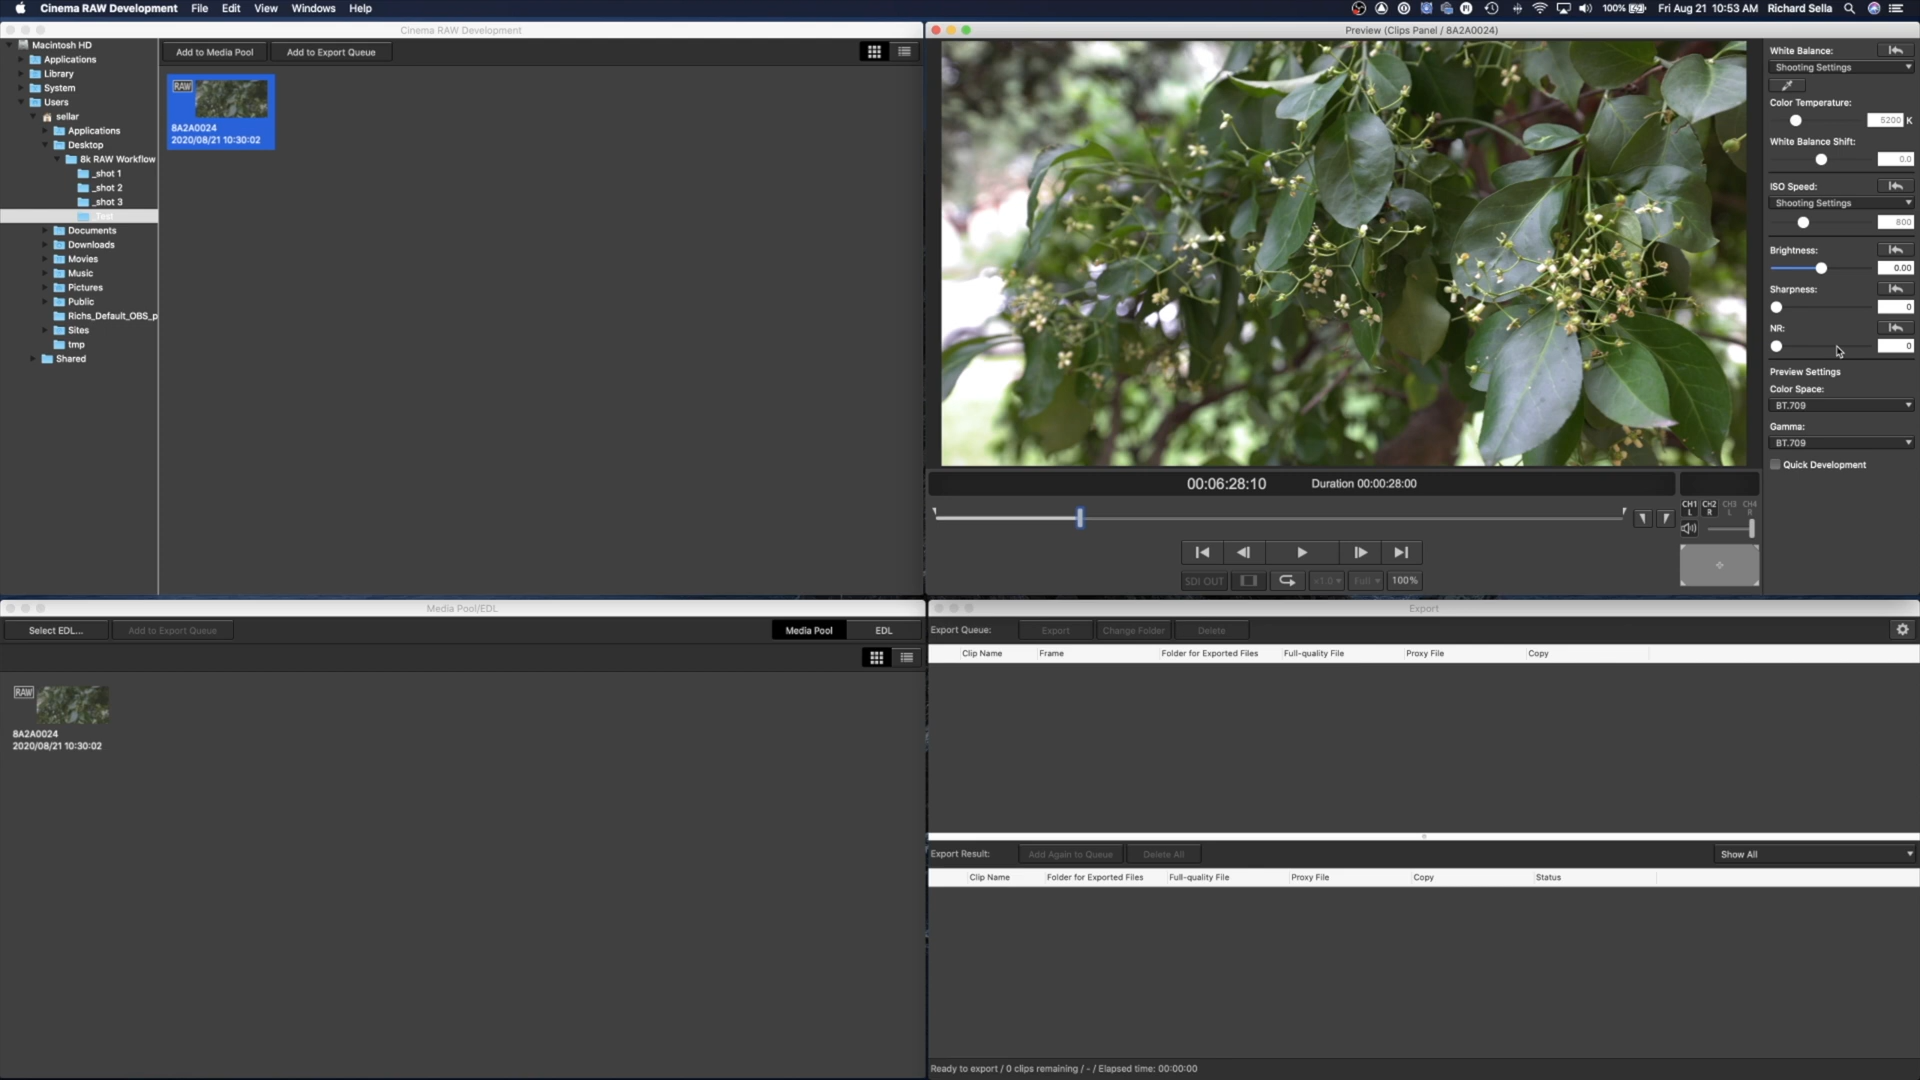 Cinema RAW Development File Edit View Windows Help
100% Fri Aug 21 10:53 AM Richard Sella
Cinema RAW Development
Macintosh HD
Applications
Library
System
Users
sellar
Applications
Desktop
8k RAW Workflow
_shot 1
_shot 2
_shot 3
_Test
Documents
Downloads
Movies
Music
Pictures
Public
Richs_Default_OBS_p
Sites
tmp
Shared
Add to Media Pool Add to Export Queue
RAW
8A2A0024
2020/08/21 10:30:02
Preview (Clips Panel / 8A2A0024)
White Balance:
Shooting Settings
Color Temperature:
5200 K
White Balance Shift:
0.0
ISO Speed:
Shooting Settings
800
Brightness:
0.00
Sharpness:
0
NR:
0
Preview Settings
Color Space:
BT.709
Gamma:
BT.709
Quick Development
00:06:28:10 Duration 00:00:28:00
CH1 CH2 CH3 CH4
L R L R
SDI OUT ×1.0 Full 100%
Media Pool/EDL
Select EDL... Add to Export Queue Media Pool EDL
RAW
8A2A0024
2020/08/21 10:30:02
Export
Export Queue: Export Change Folder Delete
Clip Name Frame Folder for Exported Files Full-quality File Proxy File Copy
Export Result: Add Again to Queue Delete All Show All
Clip Name Folder for Exported Files Full-quality File Proxy File Copy Status
Ready to export / 0 clips remaining / - / Elapsed time: 00:00:00